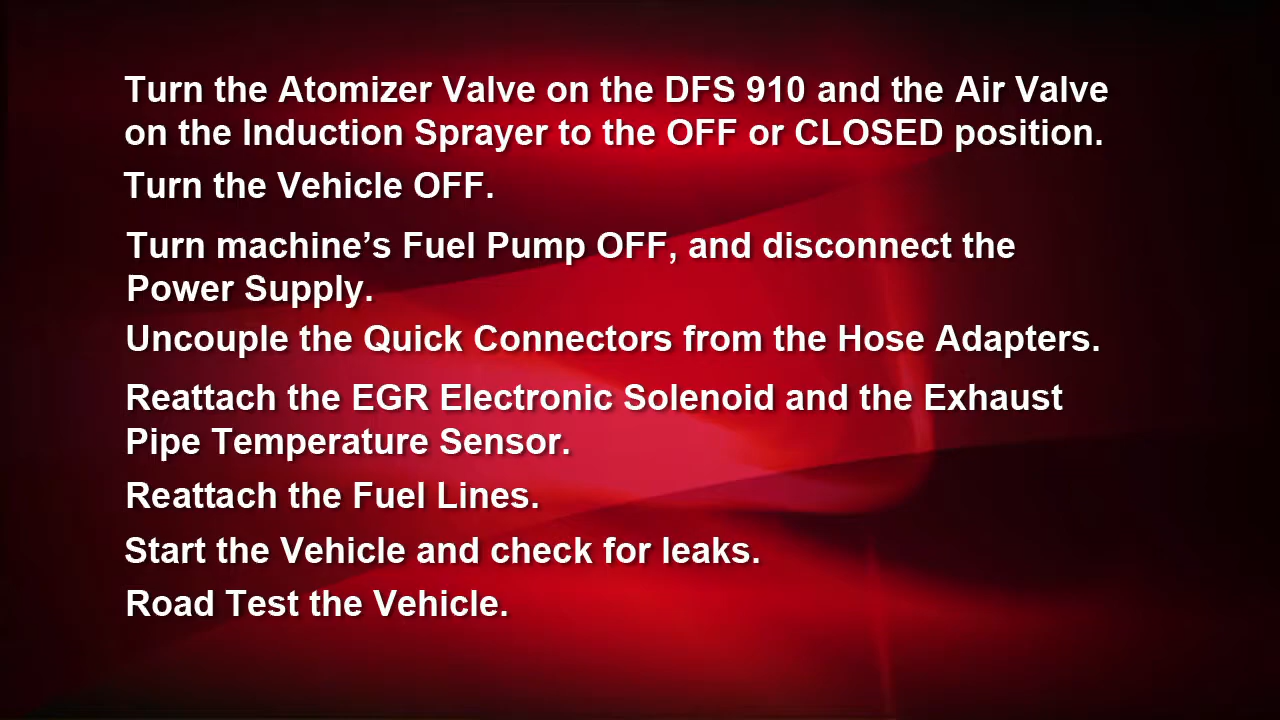 Turn the Atomizer Valve on the DFS 910 and the Air Valve
on the Induction Sprayer to the OFF or CLOSED position.
Turn the Vehicle OFF.
Turn machine’s Fuel Pump OFF, and disconnect the
Power Supply.
Uncouple the Quick Connectors from the Hose Adapters.
Reattach the EGR Electronic Solenoid and the Exhaust
Pipe Temperature Sensor.
Reattach the Fuel Lines.
Start the Vehicle and check for leaks.
Road Test the Vehicle.